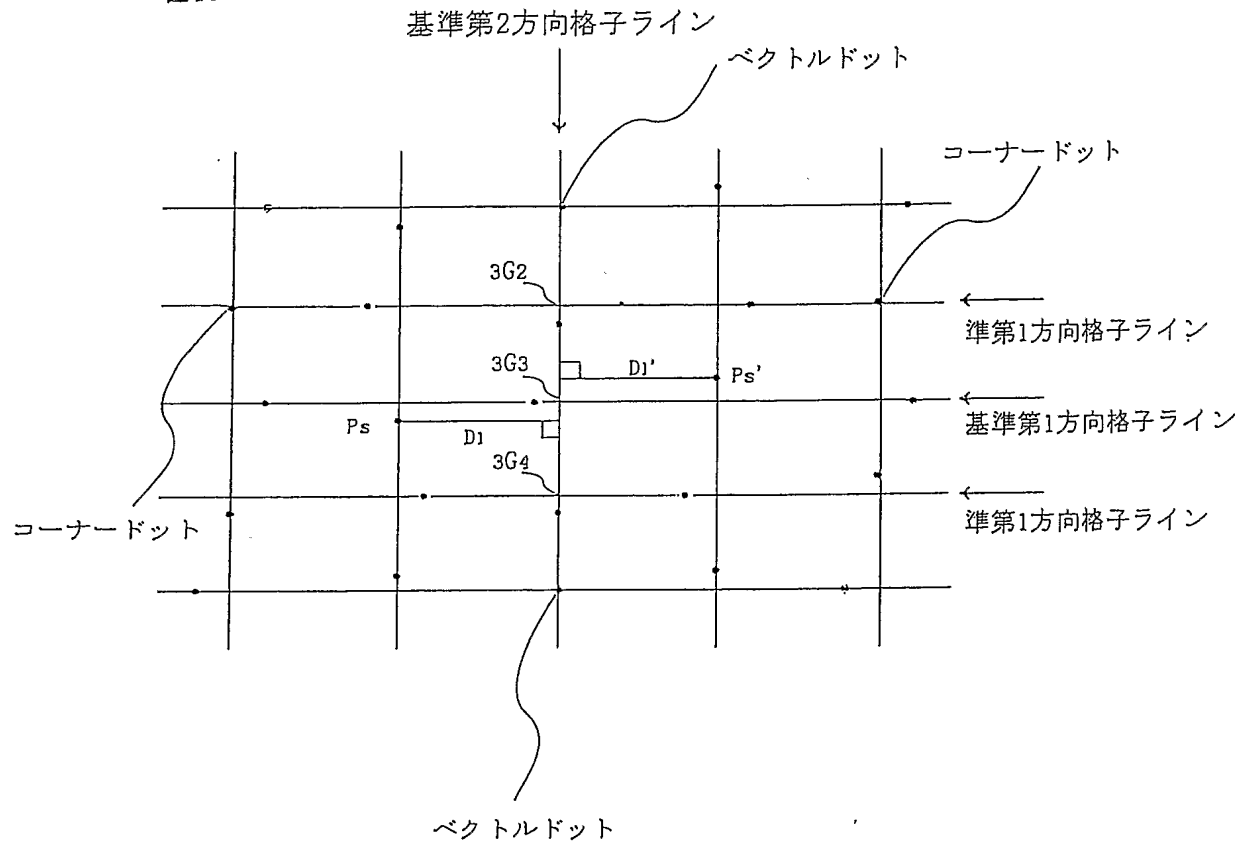 基準第2方向格子ライン
ベクトルドット
コーナードット
3G2
準第1方向格子ライン
3G3
D1'
Ps'
基準第1方向格子ライン
Ps
D1
3G4
準第1方向格子ライン
コーナードット
ベクトルドット